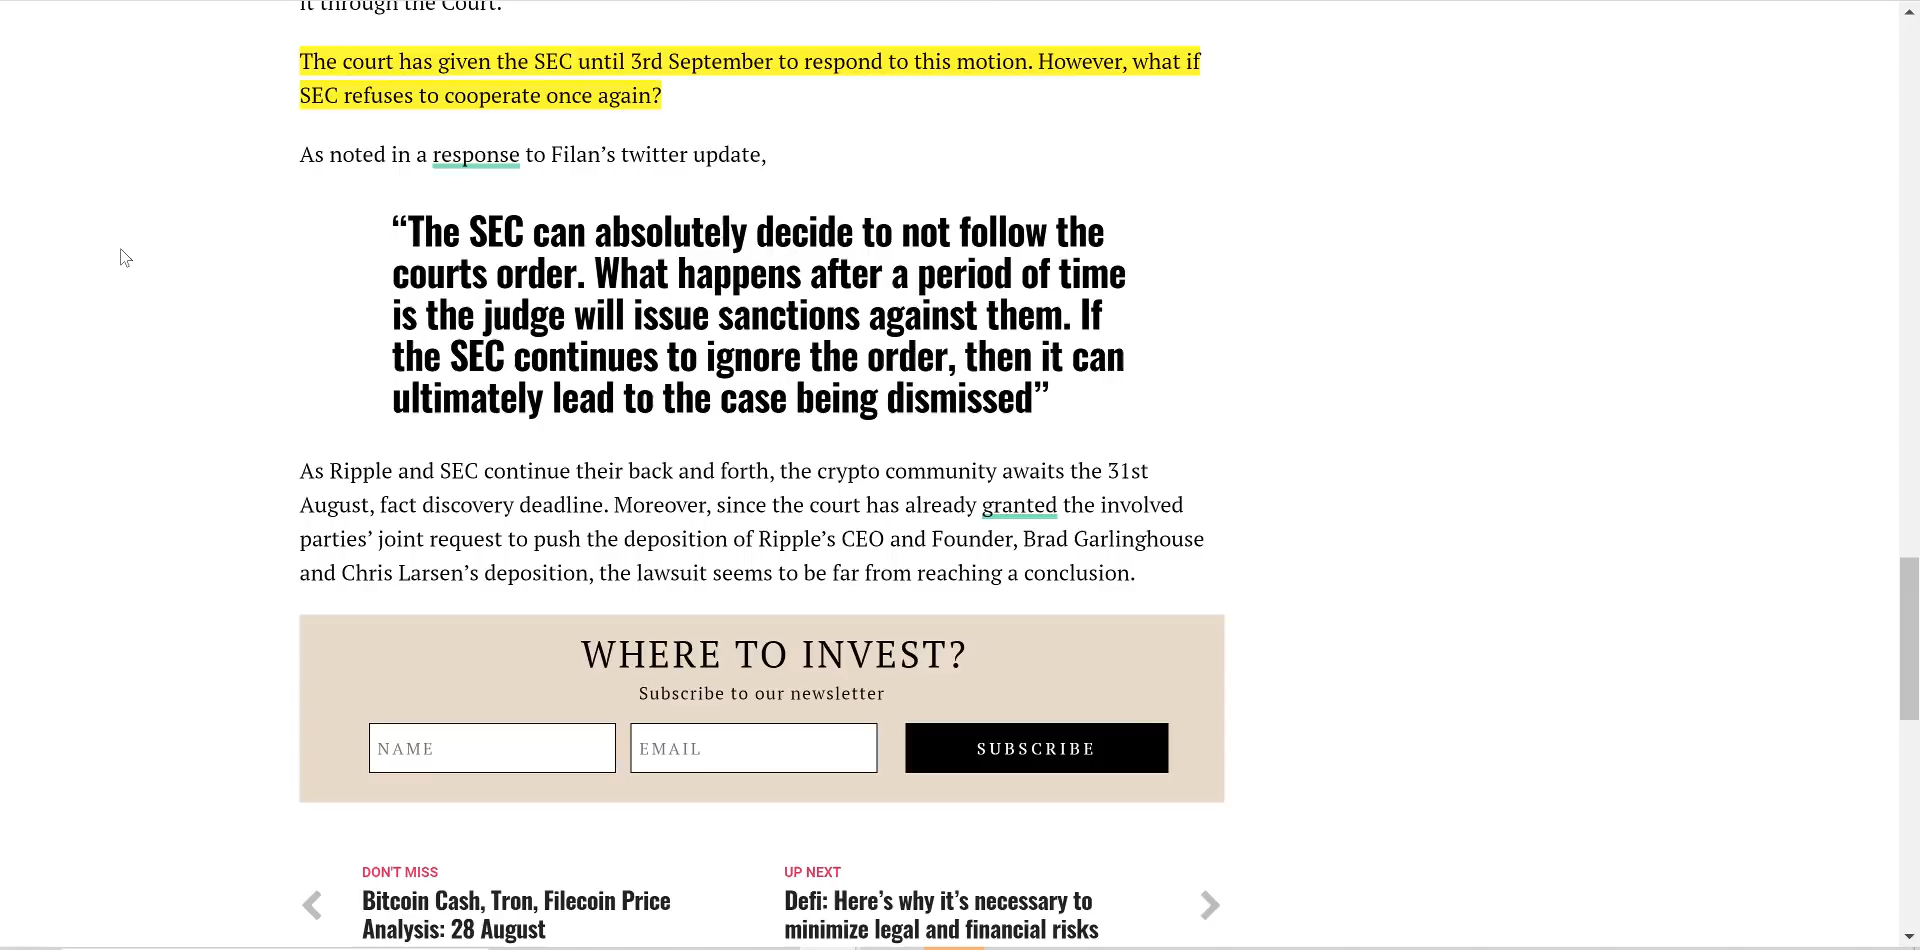 it through the Court.
The court has given the SEC until 3rd September to respond to this motion. However, what if
SEC refuses to cooperate once again?
As noted in a response to Filan’s twitter update,
“The SEC can absolutely decide to not follow the
courts order. What happens after a period of time
is the judge will issue sanctions against them. If
the SEC continues to ignore the order, then it can
ultimately lead to the case being dismissed”
As Ripple and SEC continue their back and forth, the crypto community awaits the 31st
August, fact discovery deadline. Moreover, since the court has already granted the involved
parties’ joint request to push the deposition of Ripple’s CEO and Founder, Brad Garlinghouse
and Chris Larsen’s deposition, the lawsuit seems to be far from reaching a conclusion.
WHERE TO INVEST?
Subscribe to our newsletter
NAME
EMAIL
SUBSCRIBE
DON'T MISS
Bitcoin Cash, Tron, Filecoin Price
Analysis: 28 August
UP NEXT
Defi: Here’s why it’s necessary to
minimize legal and financial risks